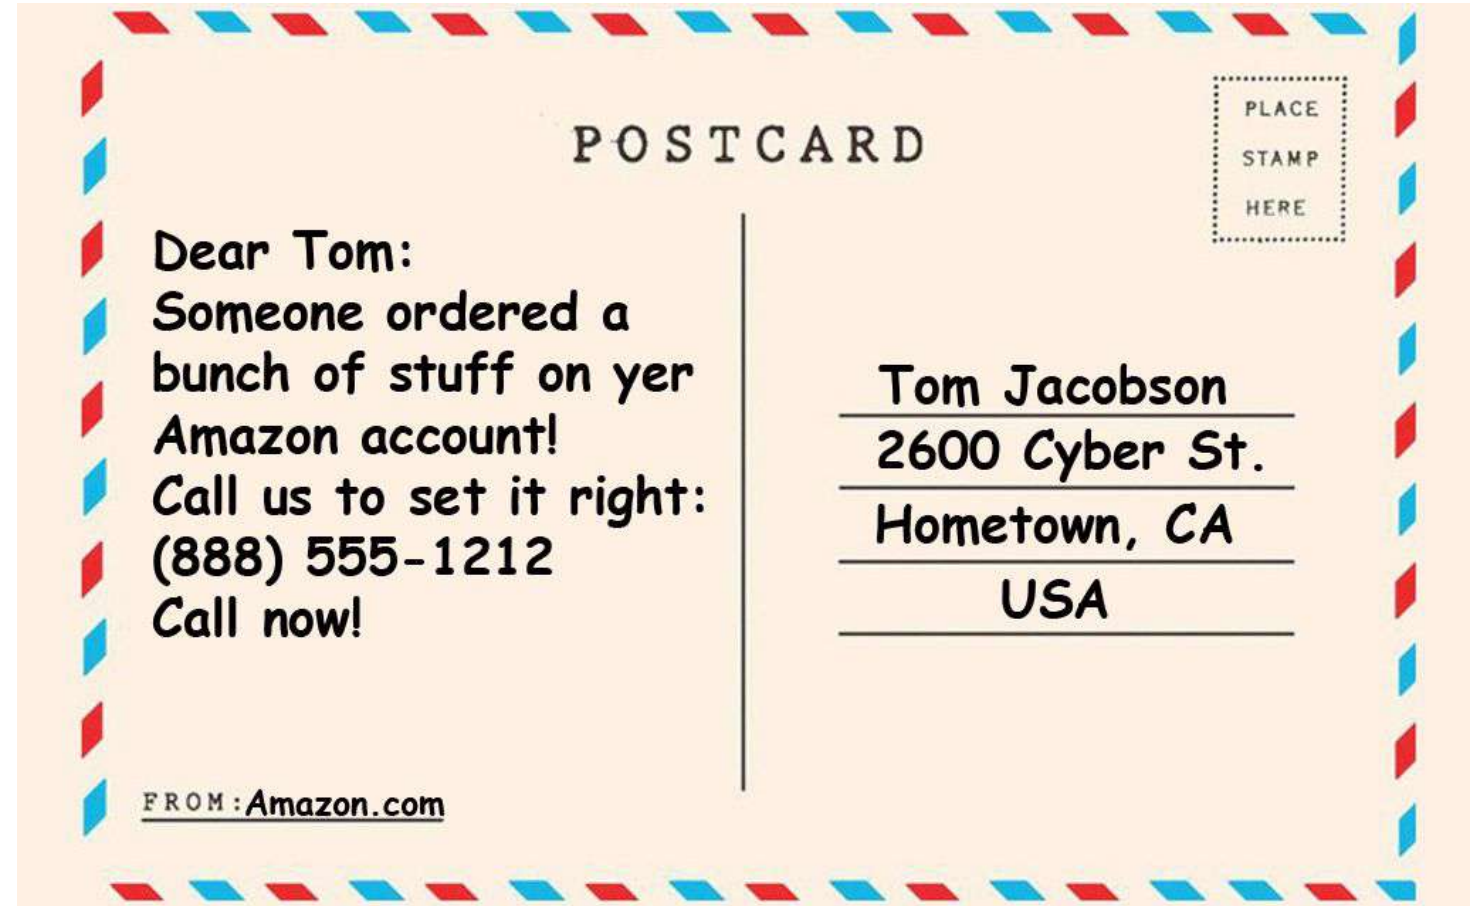 POSTCARD
PLACE
STAMP
HERE
Dear Tom:
Someone ordered a
bunch of stuff on yer
Amazon account!
Call us to set it right:
(888) 555-1212
Call now!
FROM:Amazon.com
Tom Jacobson
2600 Cyber St.
Hometown, CA
USA